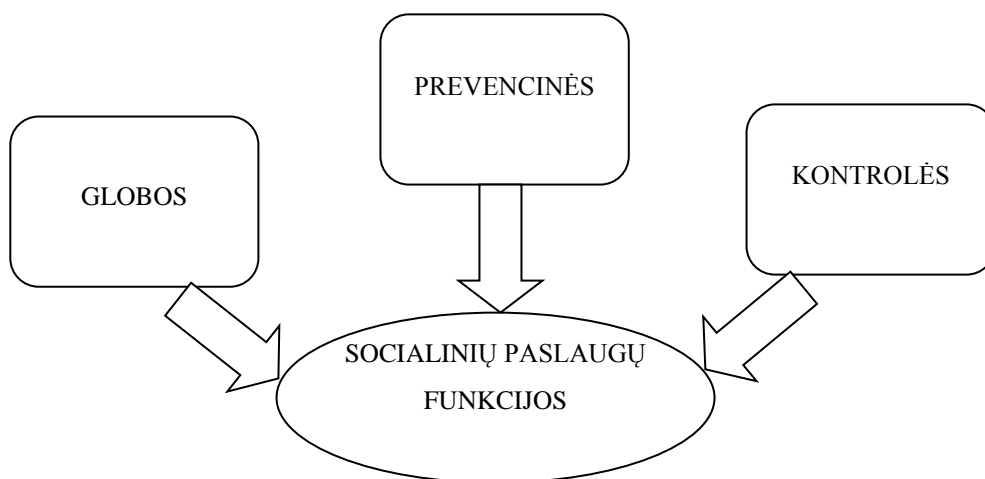 PREVENCINĖS
GLOBOS
KONTROLĖS
SOCIALINIŲ PASLAUGŲ
FUNKCIJOS